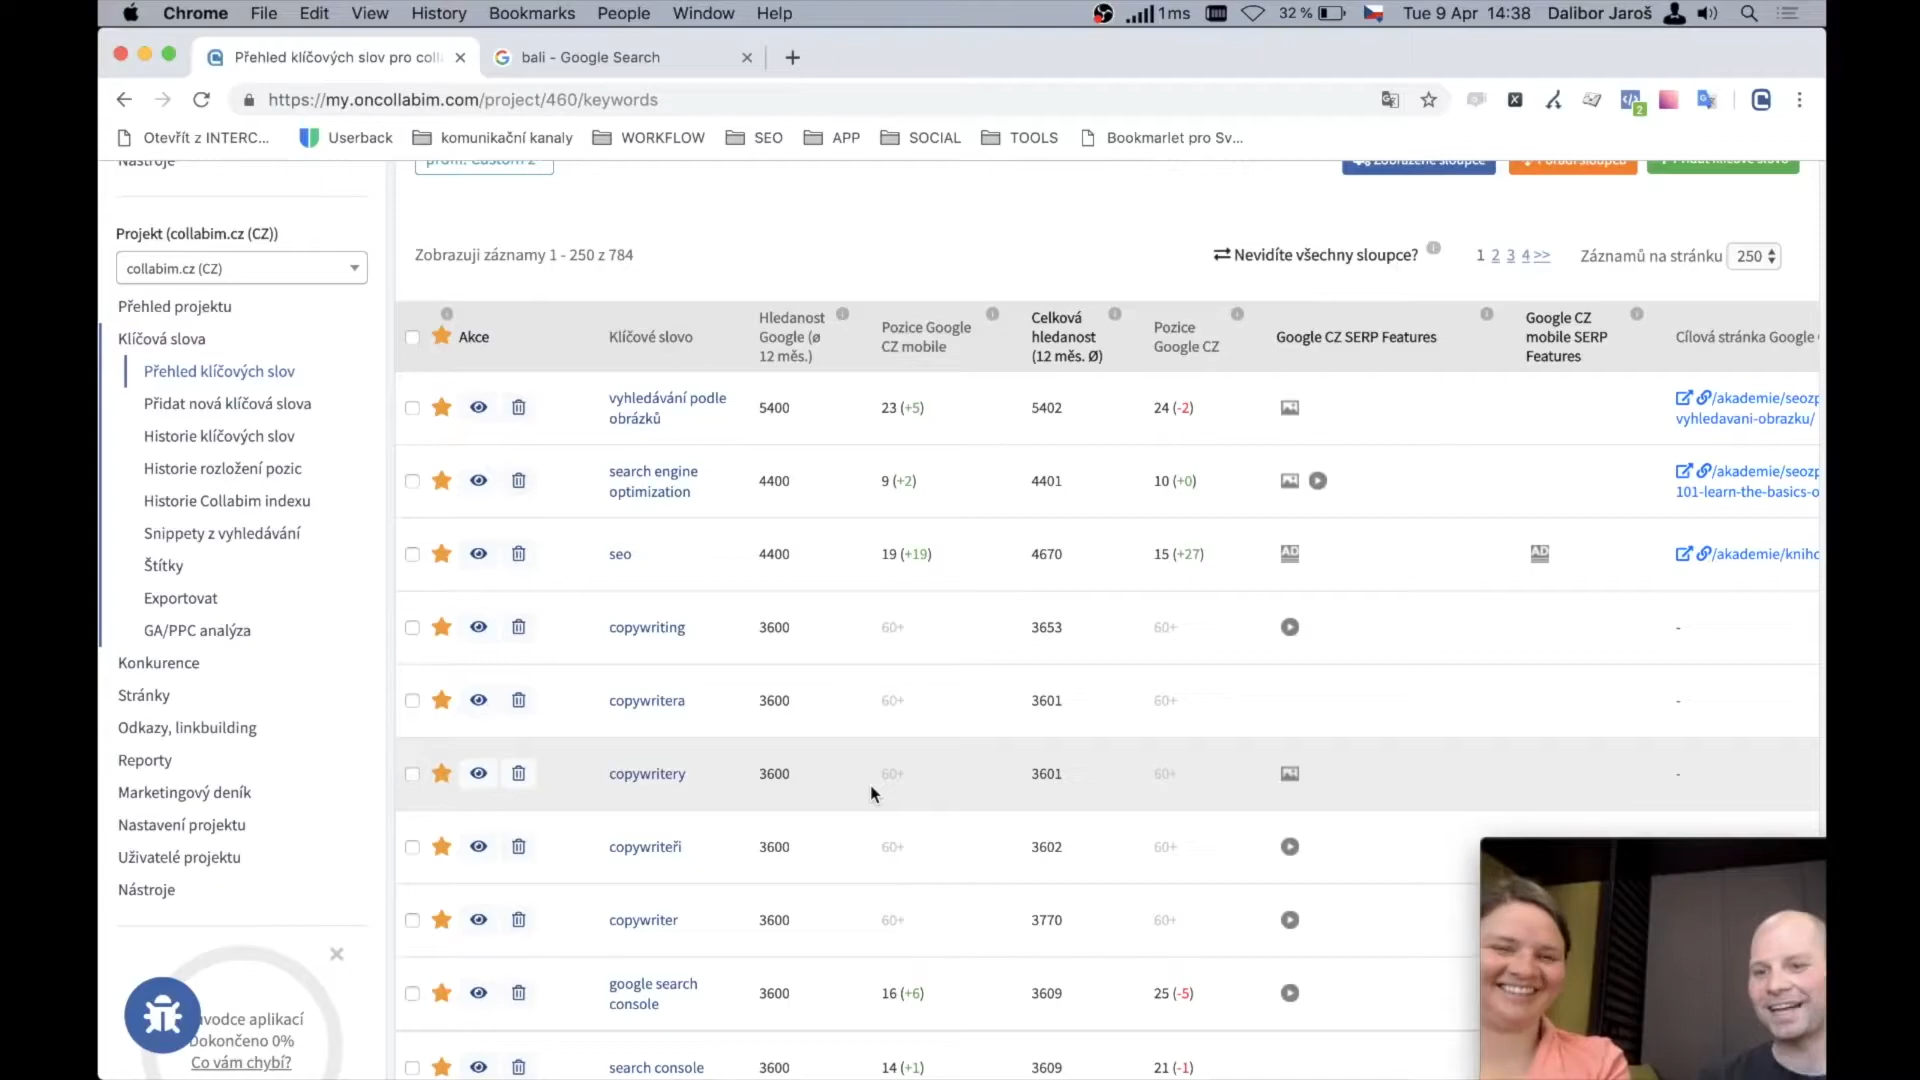 Chrome File Edit View History Bookmarks People Window Help 1ms 32 % Tue 9 Apr 14:38 Dalibor Jaroš
Přehled klíčových slov pro coll bali - Google Search
https://my.oncollabim.com/project/460/keywords
Otevřít z INTERC... Userback komunikační kanaly WORKFLOW SEO APP SOCIAL TOOLS Bookmarlet pro Sv...
Nástroje
Projekt (collabim.cz (CZ))
collabim.cz (CZ)
Přehled projektu
Klíčová slova
Přehled klíčových slov
Přidat nová klíčová slova
Historie klíčových slov
Historie rozložení pozic
Historie Collabim indexu
Snippety z vyhledávání
Štítky
Exportovat
GA/PPC analýza
Konkurence
Stránky
Odkazy, linkbuilding
Reporty
Marketingový deník
Nastavení projektu
Uživatelé projektu
Nástroje
vodce aplikací
Dokončeno 0%
Co vám chybí?
Zobrazuji záznamy 1 - 250 z 784 Nevidíte všechny sloupce? 1 2 3 4 >> Záznamů na stránku 250
Akce Klíčové slovo Hledanost Google (ø 12 měs.) Pozice Google CZ mobile Celková hledanost (12 měs. Ø) Pozice Google CZ Google CZ SERP Features Google CZ mobile SERP Features Cílová stránka Google
vyhledávání podle obrázků 5400 23 (+5) 5402 24 (-2) /akademie/seozp vyhledavani-obrazku/
search engine optimization 4400 9 (+2) 4401 10 (+0) /akademie/seozp 101-learn-the-basics-o
seo 4400 19 (+19) 4670 15 (+27) AD AD /akademie/kniho
copywriting 3600 60+ 3653 60+ -
copywritera 3600 60+ 3601 60+ -
copywritery 3600 60+ 3601 60+ -
copywriteři 3600 60+ 3602 60+
copywriter 3600 60+ 3770 60+
google search console 3600 16 (+6) 3609 25 (-5)
search console 3600 14 (+1) 3609 21 (-1)